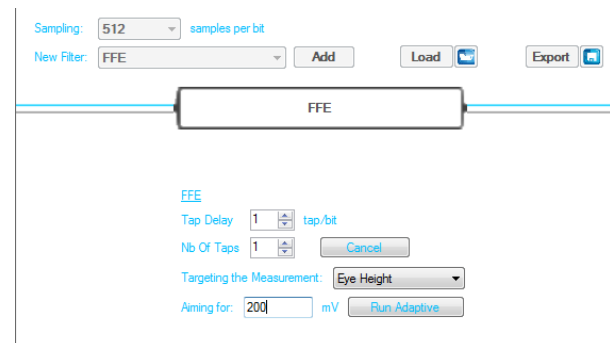 Sampling: 512 samples per bit
New Filter: FFE Add Load Export
FFE
FFE
Tap Delay 1 tap/bit
Nb Of Taps 1 Cancel
Targeting the Measurement: Eye Height
Aiming for: 200 mV Run Adaptive